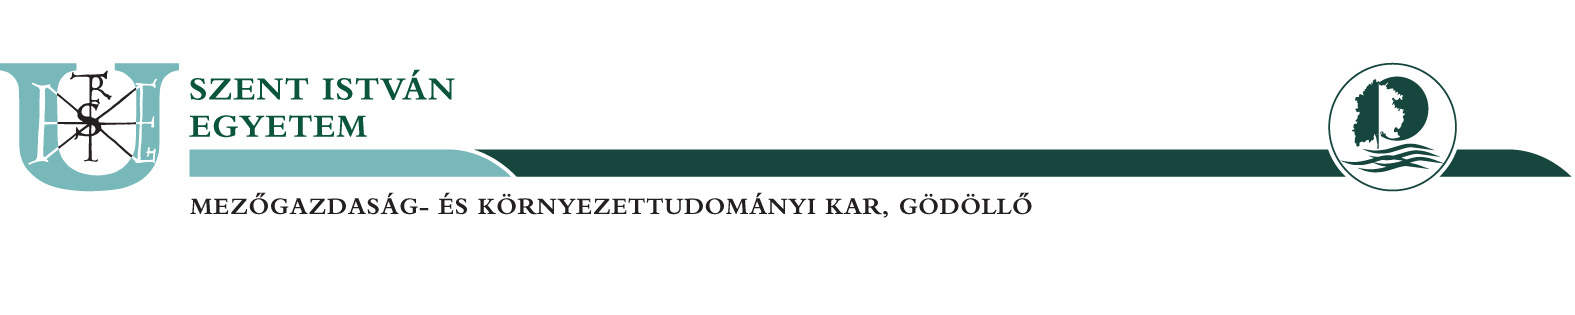 SZENT ISTVÁN
EGYETEM
MEZŐGAZDASÁG- ÉS KÖRNYEZETTUDOMÁNYI KAR, GÖDÖLLŐ